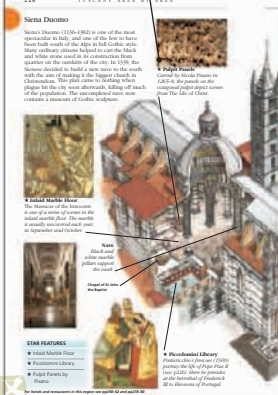 Siena Duomo
Siena's Duomo (1136–1382) is one of the most
spectacular in Italy, and one of the few to have
been built south of the Alps in full Gothic style.
Many ordinary citizens helped to cart the black
and white stone used in its construction from
quarries on the outskirts of the city. In 1339, the
Sienese decided to build a new nave to the south
with the aim of making it the biggest church in
Christendom. This plan came to nothing when
plague hit the city soon afterwards, killing off much
of the population. The uncompleted new nave
contains a museum of Gothic sculpture.
★ Pulpit Panels
Carved by Nicola Pisano in
1265–8, the panels on the
octagonal pulpit depict scenes
from The Life of Christ.
★ Inlaid Marble Floor
The Massacre of the Innocents
is one of a series of scenes in the
inlaid marble floor. The marble
is usually uncovered each year,
in September and October.
Nave
Black and
white marble
pillars support
the vault.
Chapel of St John
the Baptist
STAR FEATURES
★ Inlaid Marble Floor
★ Piccolomini Library
★ Pulpit Panels by
Pisano
★ Piccolomini Library
Pinturicchio's frescoes (1509)
portray the life of Pope Pius II
(see p226). Here he presides
at the betrothal of Frederick
III to Eleonora of Portugal.
For hotels and restaurants in this region see